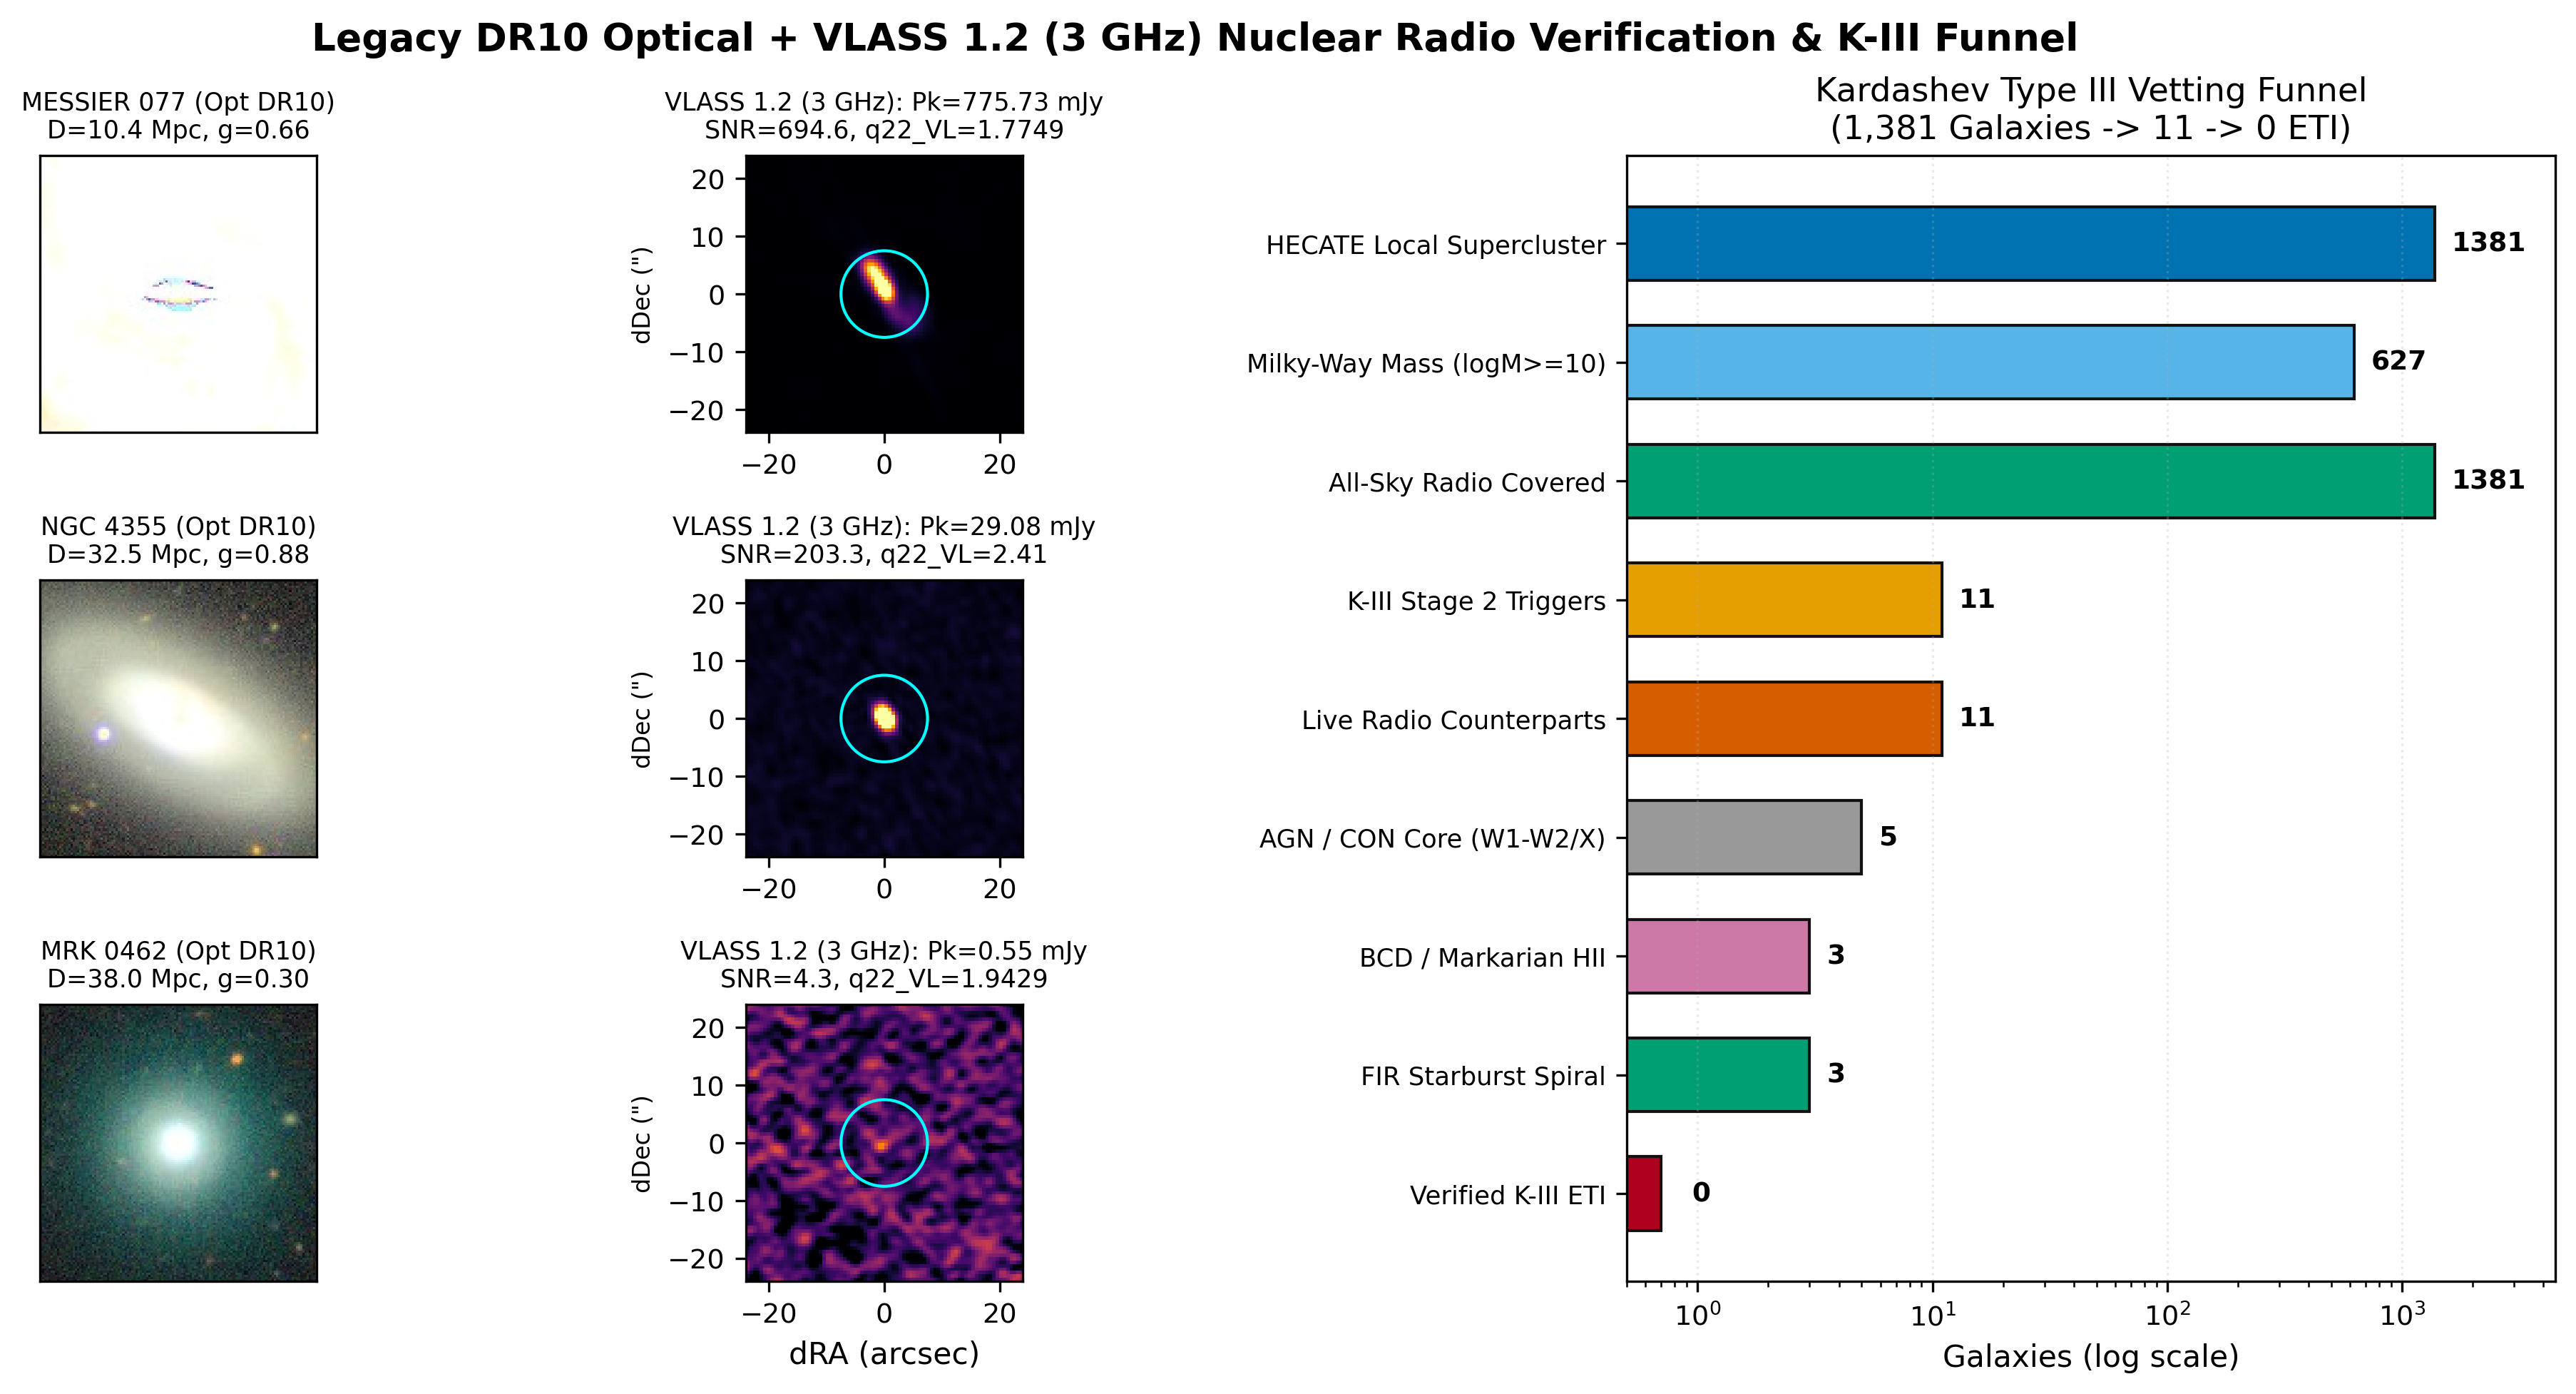 Legacy DR10 Optical + VLASS 1.2 (3 GHz) Nuclear Radio Verification & K-III Funnel
MESSIER 077 (Opt DR10)
D=10.4 Mpc, g=0.66
VLASS 1.2 (3 GHz): Pk=775.73 mJy
SNR=694.6, q22_VL=1.7749
dDec (")
20
10
0
−10
−20
−20 0 20
NGC 4355 (Opt DR10)
D=32.5 Mpc, g=0.88
VLASS 1.2 (3 GHz): Pk=29.08 mJy
SNR=203.3, q22_VL=2.41
dDec (")
20
10
0
−10
−20
−20 0 20
MRK 0462 (Opt DR10)
D=38.0 Mpc, g=0.30
VLASS 1.2 (3 GHz): Pk=0.55 mJy
SNR=4.3, q22_VL=1.9429
dDec (")
20
10
0
−10
−20
−20 0 20
dRA (arcsec)
Kardashev Type III Vetting Funnel
(1,381 Galaxies -> 11 -> 0 ETI)
HECATE Local Supercluster 1381
Milky-Way Mass (logM>=10) 627
All-Sky Radio Covered 1381
K-III Stage 2 Triggers 11
Live Radio Counterparts 11
AGN / CON Core (W1-W2/X) 5
BCD / Markarian HII 3
FIR Starburst Spiral 3
Verified K-III ETI 0
10⁰ 10¹ 10² 10³
Galaxies (log scale)